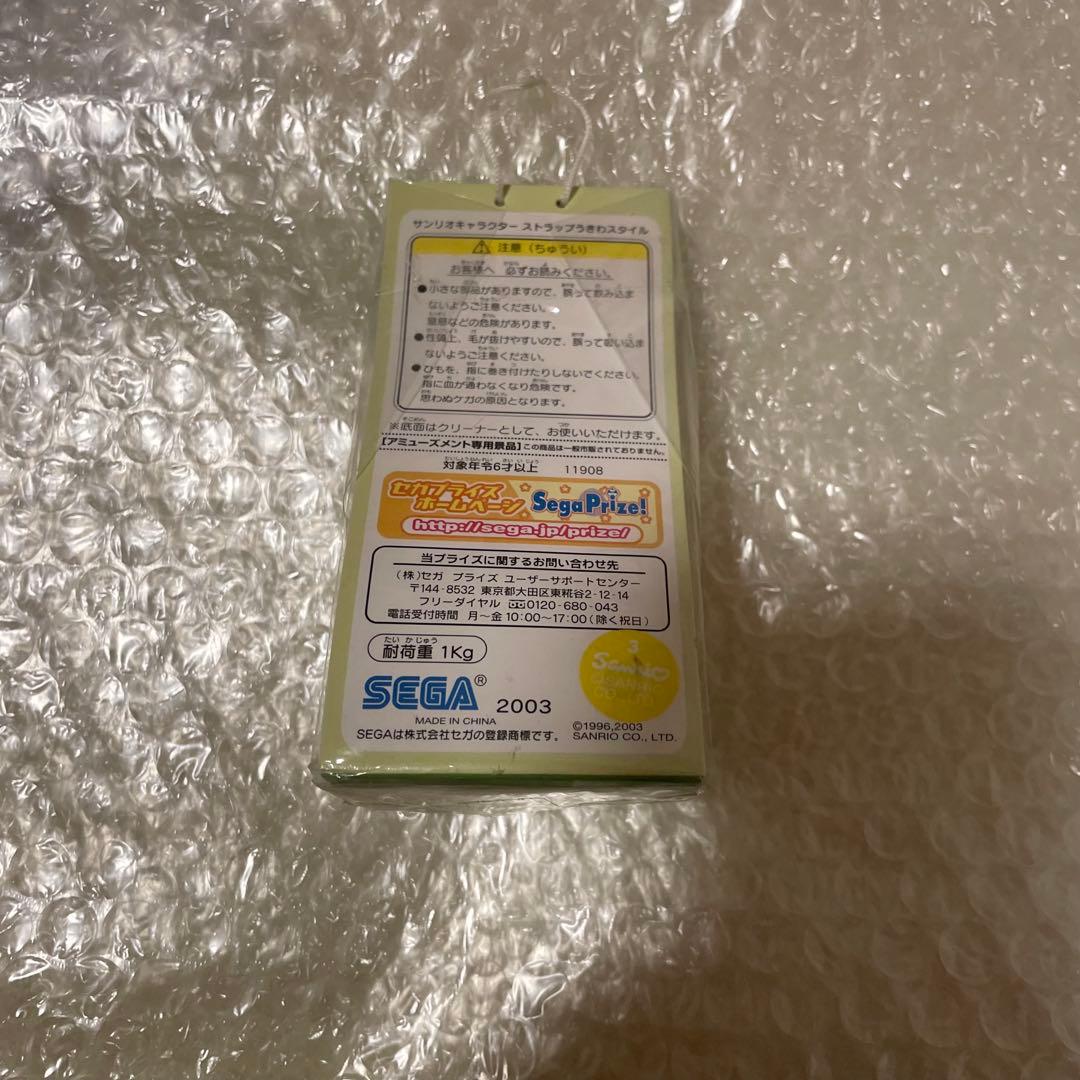 サンリオキャラクター ストラップうきわスタイル
⚠ 注意（ちゅうい）
お客様へ 必ずお読みください。
●小さな部品がありますので、誤って飲み込ま
ないようご注意ください。
窒息などの危険があります。
●性質上、毛が抜けやすいので、誤って吸い込ま
ないようご注意ください。
●ひもを、指に巻き付けたりしないでください。
指に血が通わなくなり危険です。
思わぬケガの原因となります。
※底面はクリーナーとして、お使いいただけます。
【アミューズメント専用景品】この商品は一般市販されておりません。
対象年令6才以上 11908
セガプライズ
ホームページ SegaPrize!
http://sega.jp/prize/
当プライズに関するお問い合わせ先
（株）セガ プライズ ユーザーサポートセンター
〒144-8532 東京都大田区東糀谷2-12-14
フリーダイヤル 0120-680-043
電話受付時間 月～金 10:00～17:00（除く祝日）
たいかじゅう
耐荷重 1Kg
3
Sanrio
© SANRIO
CO., LTD.
SEGA® 2003
MADE IN CHINA
SEGAは株式会社セガの登録商標です。
©1996,2003
SANRIO CO., LTD.